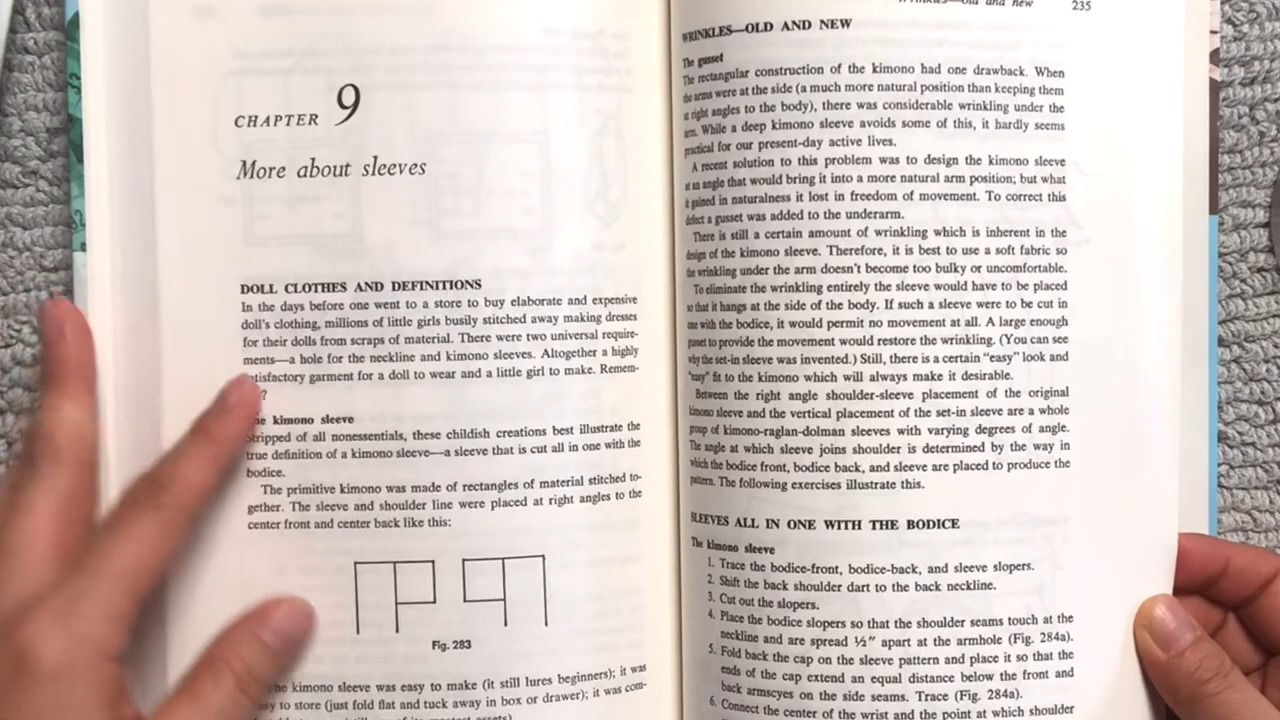 CHAPTER 9
More about sleeves
DOLL CLOTHES AND DEFINITIONS
In the days before one went to a store to buy elaborate and expensive
doll's clothing, millions of little girls busily stitched away making dresses
for their dolls from scraps of material. There were two universal require-
ments—a hole for the neckline and kimono sleeves. Altogether a highly
satisfactory garment for a doll to wear and a little girl to make. Remem-
?
The kimono sleeve
Stripped of all nonessentials, these childish creations best illustrate the
true definition of a kimono sleeve—a sleeve that is cut all in one with the
bodice.
The primitive kimono was made of rectangles of material stitched to-
gether. The sleeve and shoulder line were placed at right angles to the
center front and center back like this:
Fig. 283
The kimono sleeve was easy to make (it still lures beginners); it was
easy to store (just fold flat and tuck away in box or drawer); it was com-
Wrinkles—old and new 235
WRINKLES—OLD AND NEW
The gusset
The rectangular construction of the kimono had one drawback. When
the arms were at the side (a much more natural position than keeping them
at right angles to the body), there was considerable wrinkling under the
arm. While a deep kimono sleeve avoids some of this, it hardly seems
practical for our present-day active lives.
A recent solution to this problem was to design the kimono sleeve
at an angle that would bring it into a more natural arm position; but what
it gained in naturalness it lost in freedom of movement. To correct this
defect a gusset was added to the underarm.
There is still a certain amount of wrinkling which is inherent in the
design of the kimono sleeve. Therefore, it is best to use a soft fabric so
the wrinkling under the arm doesn't become too bulky or uncomfortable.
To eliminate the wrinkling entirely the sleeve would have to be placed
so that it hangs at the side of the body. If such a sleeve were to be cut in
one with the bodice, it would permit no movement at all. A large enough
gusset to provide the movement would restore the wrinkling. (You can see
why the set-in sleeve was invented.) Still, there is a certain "easy" look and
"easy" fit to the kimono which will always make it desirable.
Between the right angle shoulder-sleeve placement of the original
kimono sleeve and the vertical placement of the set-in sleeve are a whole
group of kimono-raglan-dolman sleeves with varying degrees of angle.
The angle at which sleeve joins shoulder is determined by the way in
which the bodice front, bodice back, and sleeve are placed to produce the
pattern. The following exercises illustrate this.
SLEEVES ALL IN ONE WITH THE BODICE
The kimono sleeve
1. Trace the bodice-front, bodice-back, and sleeve slopers.
2. Shift the back shoulder dart to the back neckline.
3. Cut out the slopers.
4. Place the bodice slopers so that the shoulder seams touch at the
neckline and are spread ½" apart at the armhole (Fig. 284a).
5. Fold back the cap on the sleeve pattern and place it so that the
ends of the cap extend an equal distance below the front and
back armscyes on the side seams. Trace (Fig. 284a).
6. Connect the center of the wrist and the point at which shoulder